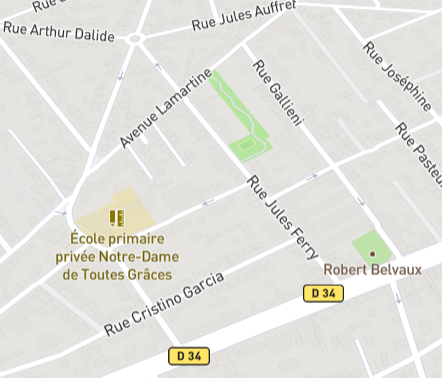 Rue Jules Auffret
Rue Arthur Dalide
Rue Joséphine
Avenue Lamartine
Rue Gallieni
Rue Pasteu
École primaire
privée Notre-Dame
de Toutes Grâces
Rue Jules Ferry
Robert Belvaux
D 34
Rue Cristino Garcia
D 34